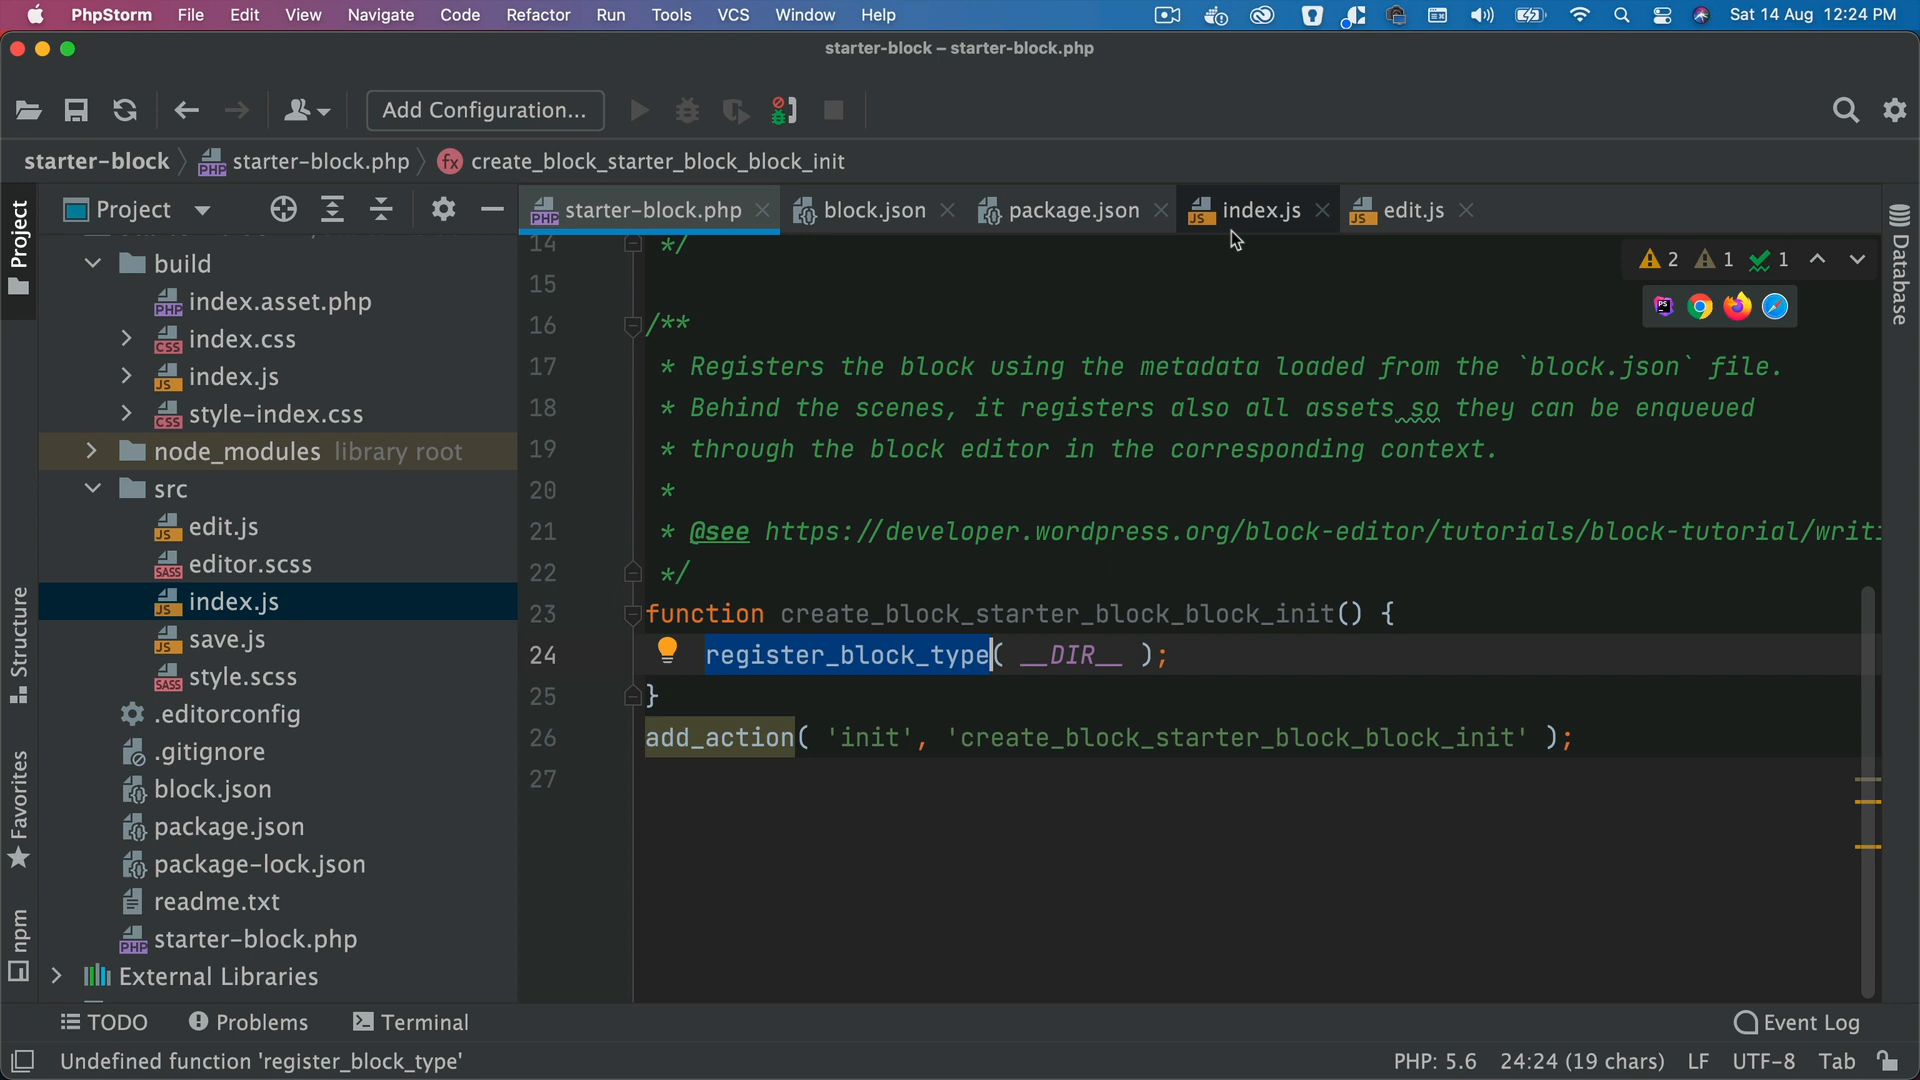 PhpStorm File Edit View Navigate Code Refactor Run Tools VCS Window Help Sat 14 Aug 12:24 PM
starter-block – starter-block.php
Add Configuration...
starter-block starter-block.php create_block_starter_block_block_init
Project
Project
starter-block.php block.json package.json index.js edit.js
build
index.asset.php
index.css
index.js
style-index.css
node_modules library root
src
edit.js
editor.scss
index.js
save.js
style.scss
.editorconfig
.gitignore
block.json
package.json
package-lock.json
readme.txt
starter-block.php
External Libraries
Structure
Favorites
npm
Database
2 1 1
14 */
15
16 /**
17 * Registers the block using the metadata loaded from the `block.json` file.
18 * Behind the scenes, it registers also all assets so they can be enqueued
19 * through the block editor in the corresponding context.
20 *
21 * @see https://developer.wordpress.org/block-editor/tutorials/block-tutorial/writi
22 */
23 function create_block_starter_block_block_init() {
24 register_block_type( __DIR__ );
25 }
26 add_action( 'init', 'create_block_starter_block_block_init' );
27
TODO Problems Terminal Event Log
Undefined function 'register_block_type' PHP: 5.6 24:24 (19 chars) LF UTF-8 Tab